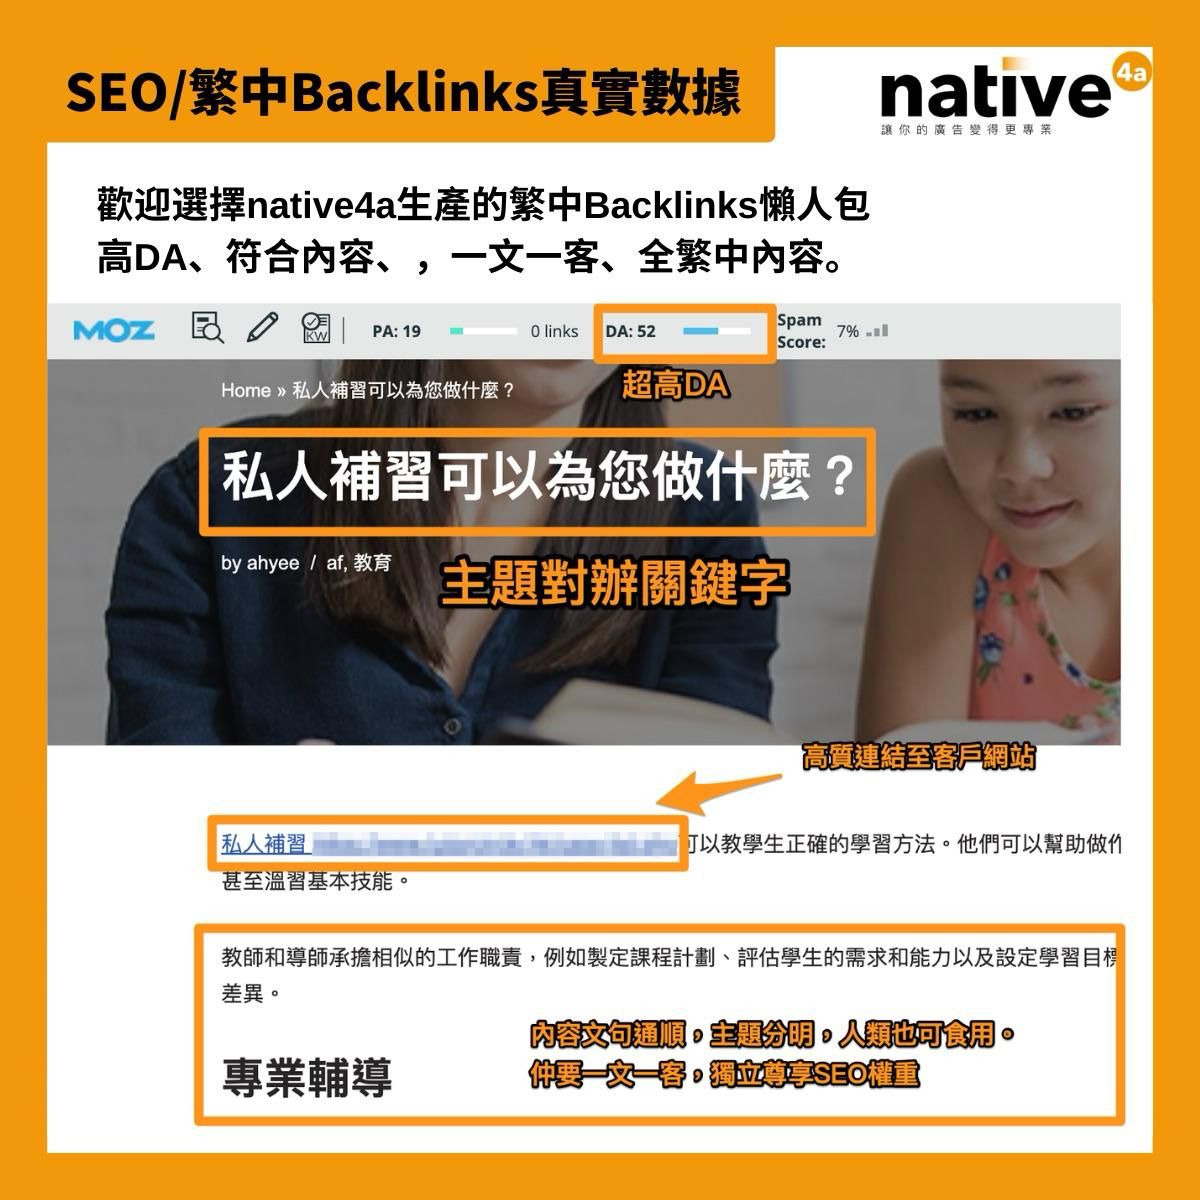 SEO/繁中Backlinks真實數據
native4a
讓你的廣告變得更專業
歡迎選擇native4a生產的繁中Backlinks懶人包
高DA、符合內容、，一文一客、全繁中內容。
MOZ
KW
PA: 19
0 links
DA: 52
Spam Score:
7%
超高DA
Home » 私人補習可以為您做什麼？
私人補習可以為您做什麼？
by ahyee / af, 教育
主題對辦關鍵字
高質連結至客戶網站
私人補習
可以教學生正確的學習方法。他們可以幫助做作
甚至溫習基本技能。
教師和導師承擔相似的工作職責，例如製定課程計劃、評估學生的需求和能力以及設定學習目標
差異。
內容文句通順，主題分明，人類也可食用。
仲要一文一客，獨立尊享SEO權重
專業輔導